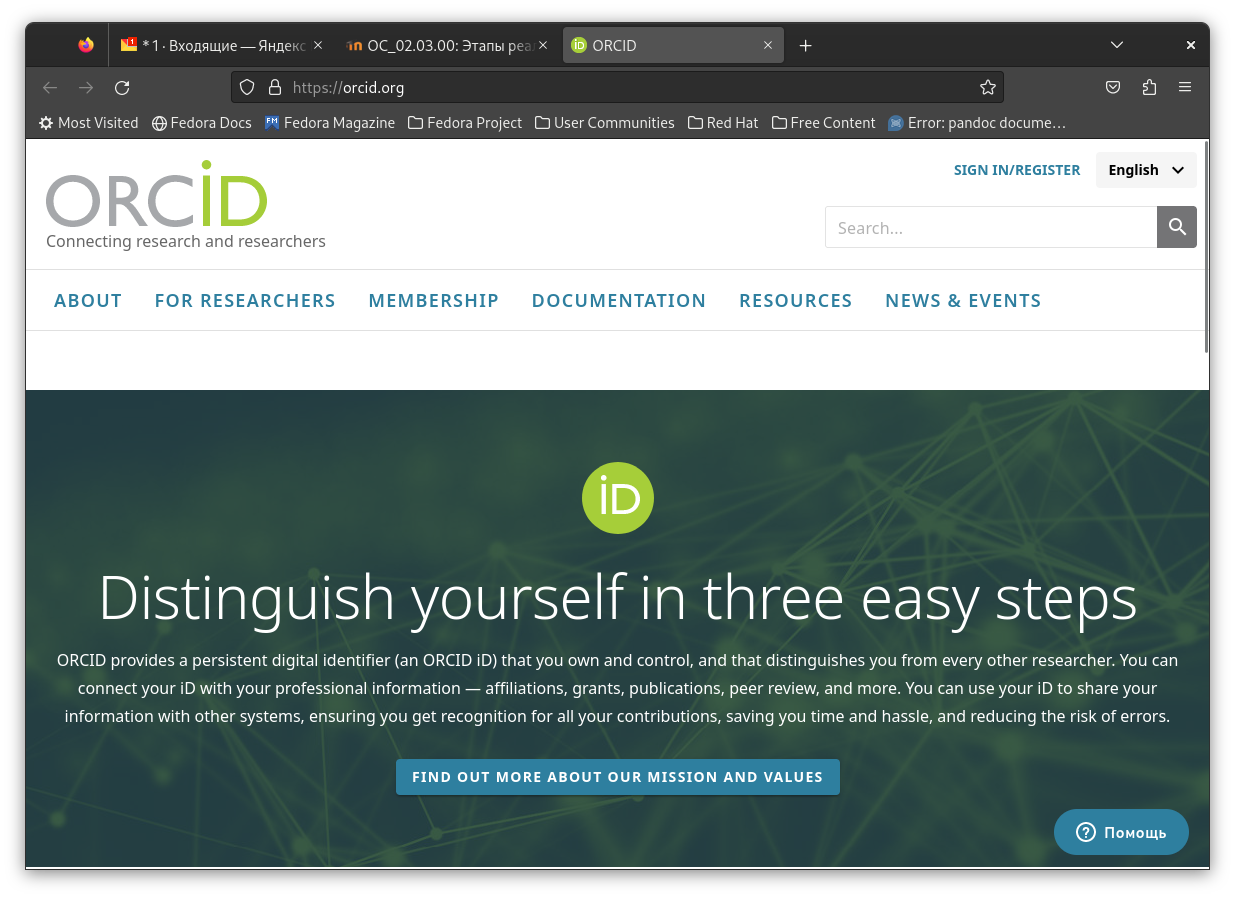 * 1 · Входящие — Яндекс
ОС_02.03.00: Этапы реа
ORCID
https://orcid.org
Most Visited
Fedora Docs
Fedora Magazine
Fedora Project
User Communities
Red Hat
Free Content
Error: pandoc docume…
SIGN IN/REGISTER
English
ORCiD
Connecting research and researchers
Search...
ABOUT
FOR RESEARCHERS
MEMBERSHIP
DOCUMENTATION
RESOURCES
NEWS & EVENTS
iD
Distinguish yourself in three easy steps
ORCID provides a persistent digital identifier (an ORCID iD) that you own and control, and that distinguishes you from every other researcher. You can
connect your iD with your professional information — affiliations, grants, publications, peer review, and more. You can use your iD to share your
information with other systems, ensuring you get recognition for all your contributions, saving you time and hassle, and reducing the risk of errors.
FIND OUT MORE ABOUT OUR MISSION AND VALUES
Помощь